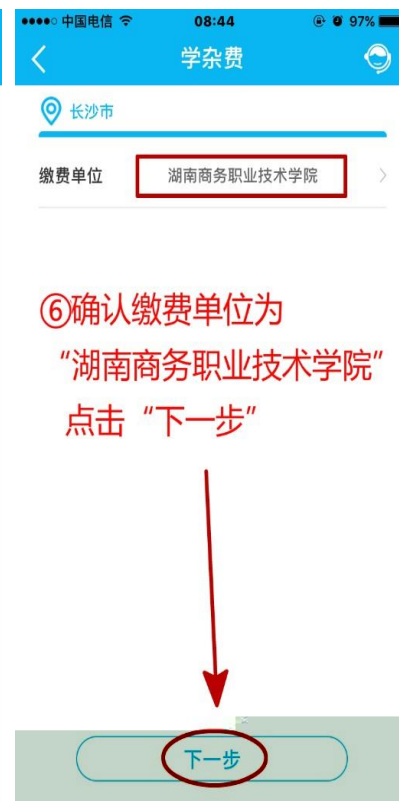 中国电信 08:44 97%
学杂费
长沙市
缴费单位 湖南商务职业技术学院
⑥确认缴费单位为
“湖南商务职业技术学院”
点击“下一步”
下一步